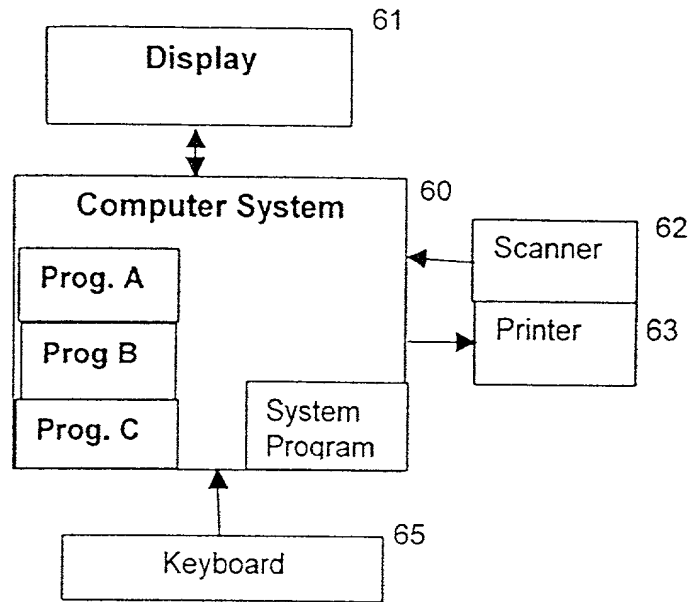 61
Display
Computer System
60
62
Scanner
Prog. A
Printer
63
Prog B
System
Program
Prog. C
65
Keyboard